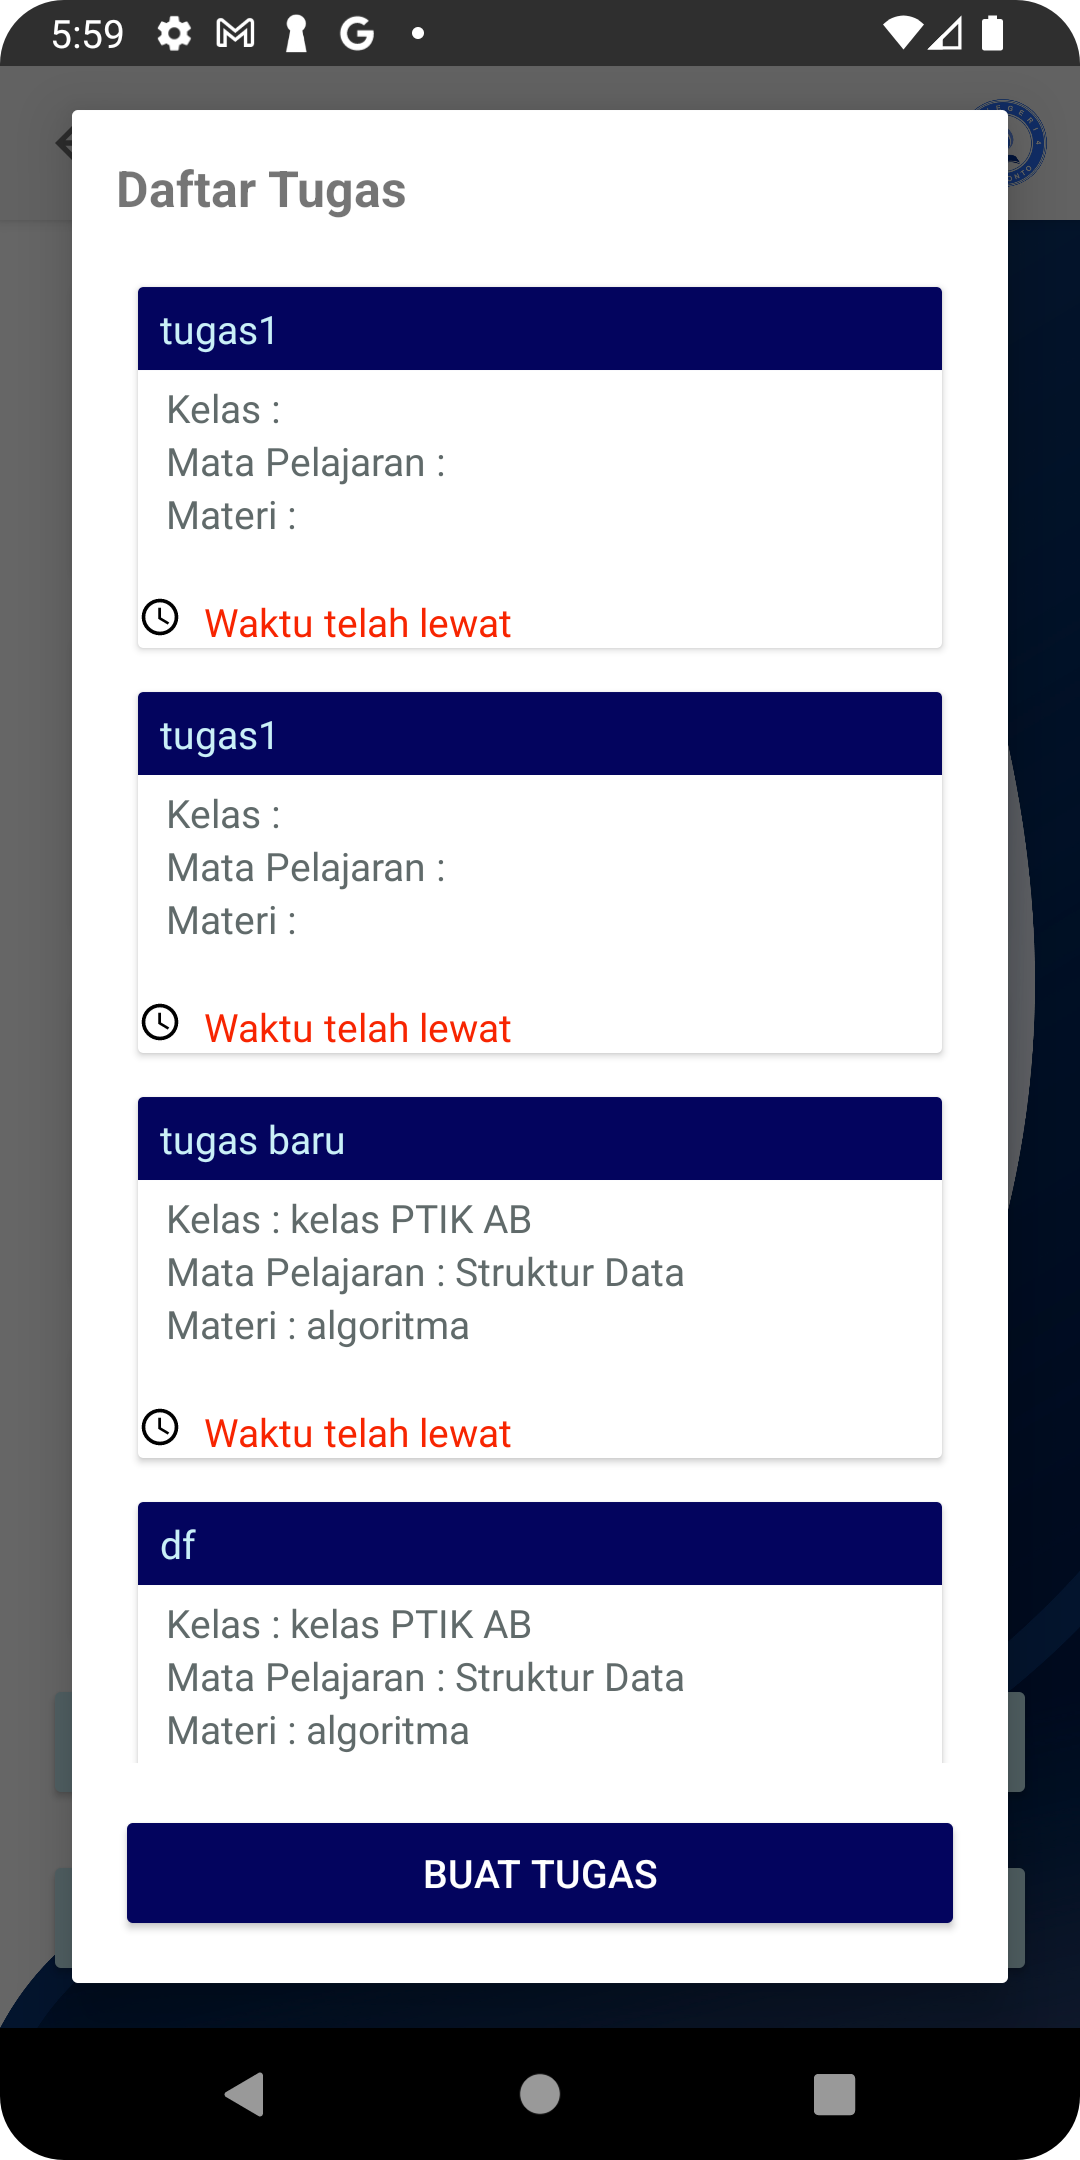 5:59
Daftar Tugas
tugas1
Kelas :
Mata Pelajaran :
Materi :
Waktu telah lewat
tugas1
Kelas :
Mata Pelajaran :
Materi :
Waktu telah lewat
tugas baru
Kelas : kelas PTIK AB
Mata Pelajaran : Struktur Data
Materi : algoritma
Waktu telah lewat
df
Kelas : kelas PTIK AB
Mata Pelajaran : Struktur Data
Materi : algoritma
BUAT TUGAS